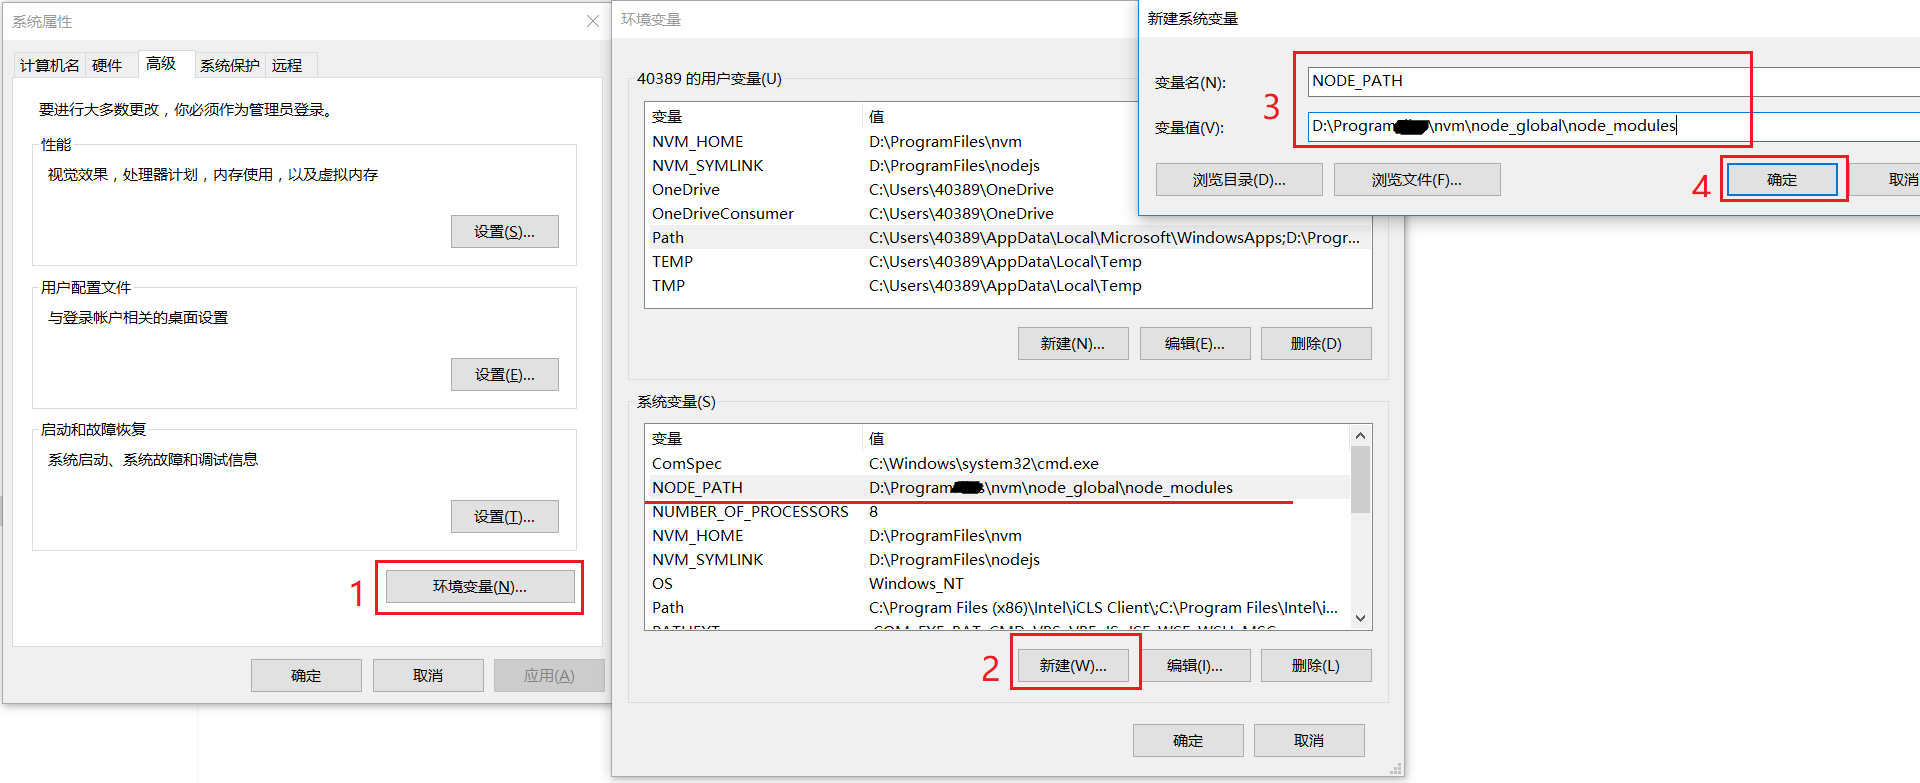 系统属性
计算机名 硬件 高级 系统保护 远程
要进行大多数更改，你必须作为管理员登录。
性能
视觉效果，处理器计划，内存使用，以及虚拟内存
设置(S)...
用户配置文件
与登录帐户相关的桌面设置
设置(E)...
启动和故障恢复
系统启动、系统故障和调试信息
设置(T)...
1
环境变量(N)...
确定 取消 应用(A)
环境变量
40389 的用户变量(U)
变量 值
NVM_HOME D:\ProgramFiles\nvm
NVM_SYMLINK D:\ProgramFiles\nodejs
OneDrive C:\Users\40389\OneDrive
OneDriveConsumer C:\Users\40389\OneDrive
Path C:\Users\40389\AppData\Local\Microsoft\WindowsApps;D:\Progr...
TEMP C:\Users\40389\AppData\Local\Temp
TMP C:\Users\40389\AppData\Local\Temp
新建(N)... 编辑(E)... 删除(D)
系统变量(S)
变量 值
ComSpec C:\Windows\system32\cmd.exe
NODE_PATH D:\Program s\nvm\node_global\node_modules
NUMBER_OF_PROCESSORS 8
NVM_HOME D:\ProgramFiles\nvm
NVM_SYMLINK D:\ProgramFiles\nodejs
OS Windows_NT
Path C:\Program Files (x86)\Intel\iCLS Client\;C:\Program Files\Intel\i...
2
新建(W)... 编辑(I)... 删除(L)
确定 取消
新建系统变量
3
变量名(N): NODE_PATH
变量值(V): D:\Program \nvm\node_global\node_modules
浏览目录(D)... 浏览文件(F)...
4
确定 取消